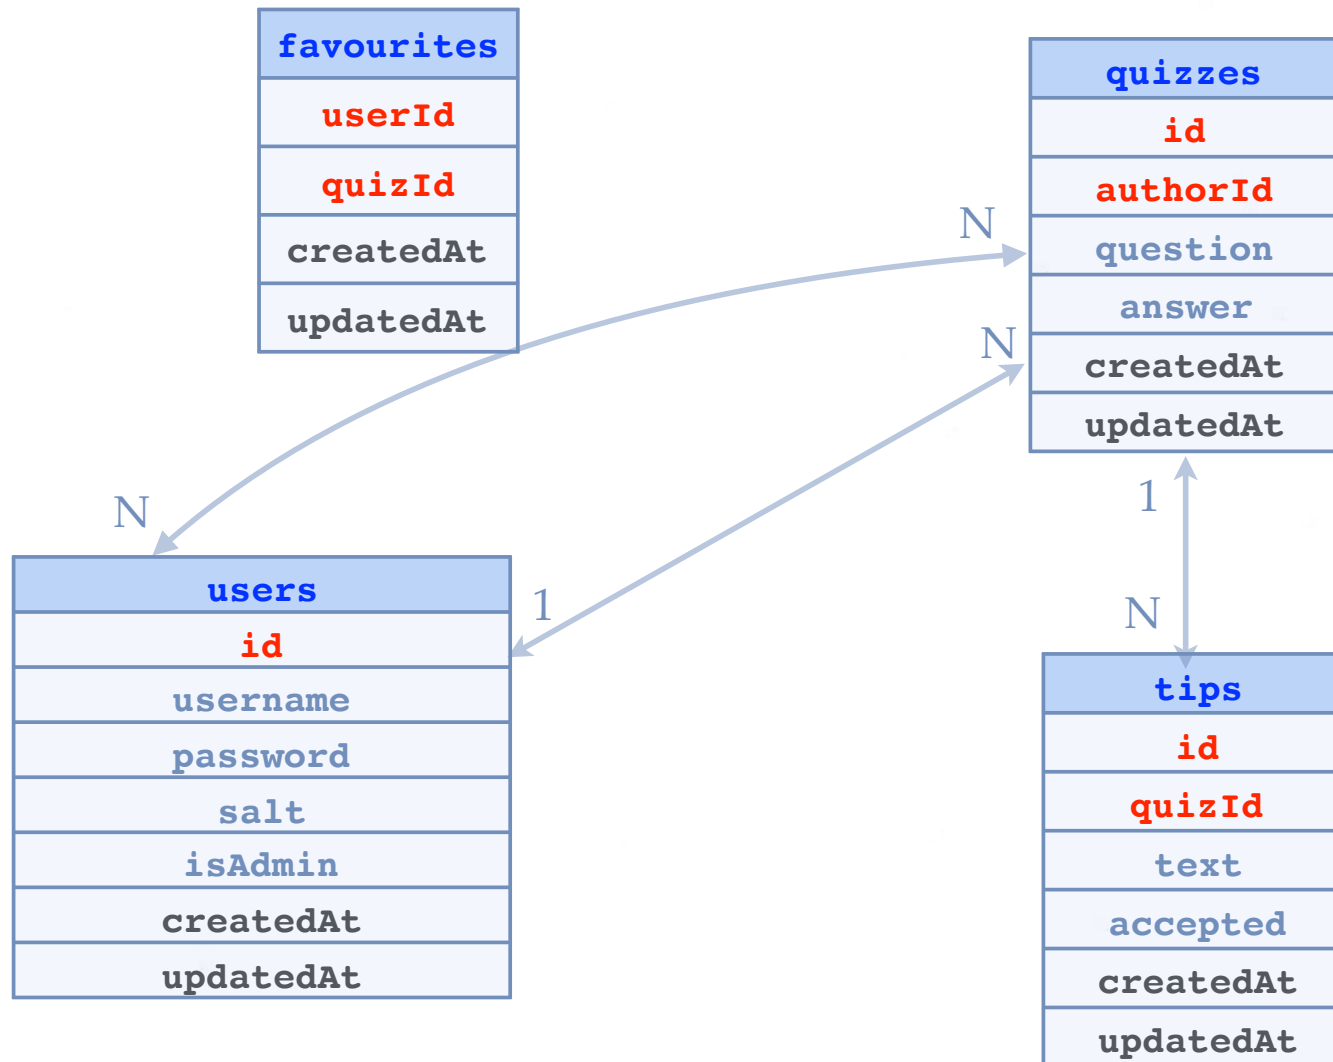 favourites
userId
quizId
createdAt
updatedAt
quizzes
id
authorId
question
answer
createdAt
updatedAt
N
N
N
1
1
N
users
id
username
password
salt
isAdmin
createdAt
updatedAt
tips
id
quizId
text
accepted
createdAt
updatedAt